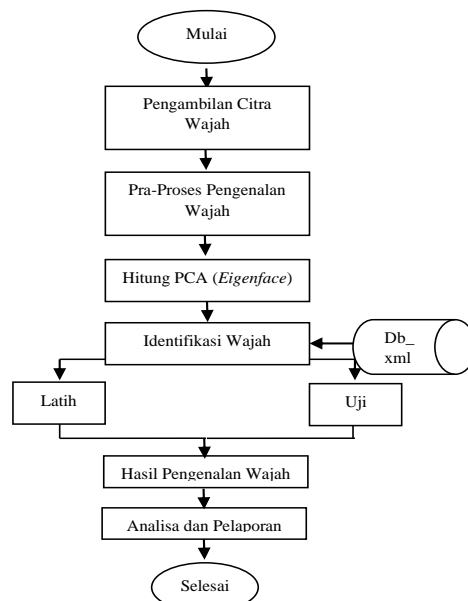 Mulai
Pengambilan Citra
Wajah
Pra-Proses Pengenalan
Wajah
Hitung PCA (Eigenface)
Identifikasi Wajah
Db_
xml
Latih
Uji
Hasil Pengenalan Wajah
Analisa dan Pelaporan
Selesai